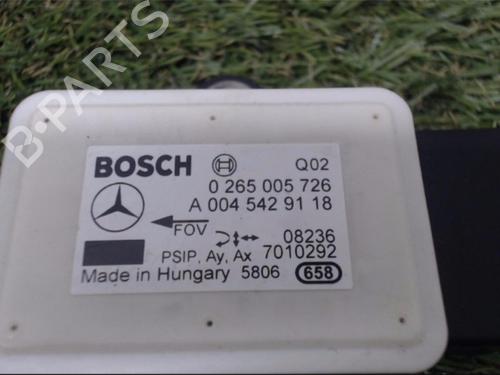 B-PARTS
BOSCH Q02
0 265 005 726
A 004 542 91 18
FOV
08236
PSIP, Ay, Ax 7010292
Made in Hungary 5806 658